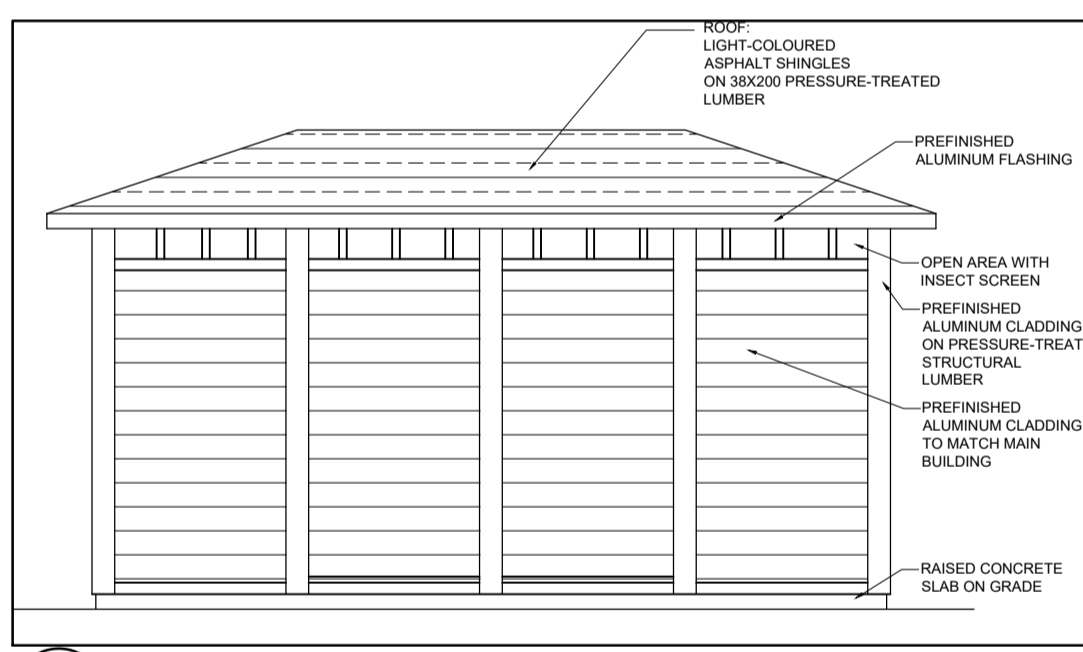 ROOF:
LIGHT-COLOURED
ASPHALT SHINGLES
ON 38X200 PRESSURE-TREATED
LUMBER
PREFINISHED
ALUMINUM FLASHING
OPEN AREA WITH
INSECT SCREEN
PREFINISHED
ALUMINUM CLADDING
ON PRESSURE-TREAT
STRUCTURAL
LUMBER
PREFINISHED
ALUMINUM CLADDING
TO MATCH MAIN
BUILDING
RAISED CONCRETE
SLAB ON GRADE